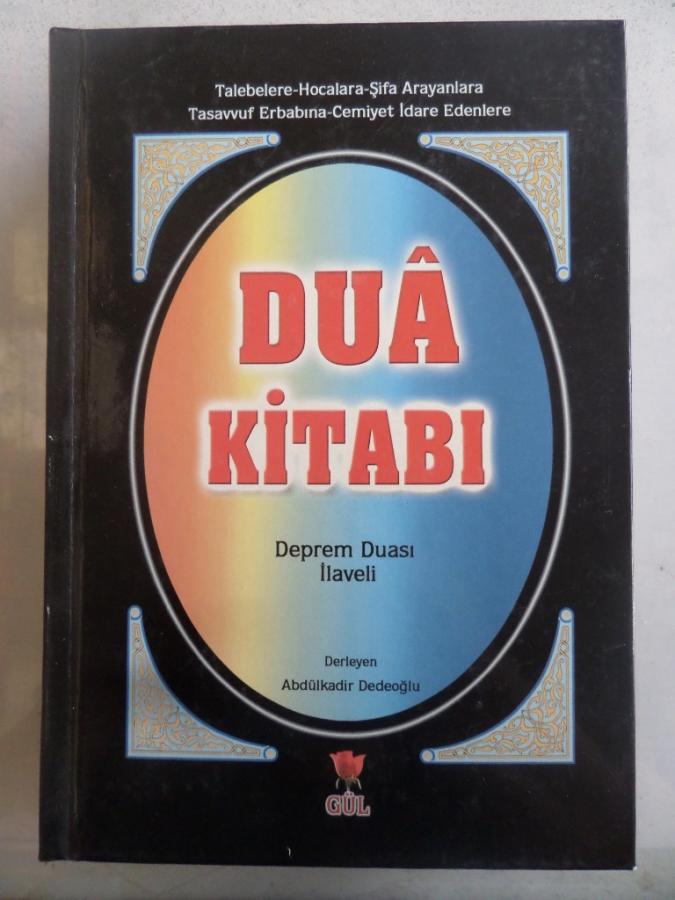 Talebelere-Hocalara-Şifa Arayanlara
Tasavvuf Erbabına-Cemiyet İdare Edenlere
DUÂ
KİTABI
Deprem Duası
İlaveli
Derleyen
Abdülkadir Dedeoğlu
GÜL